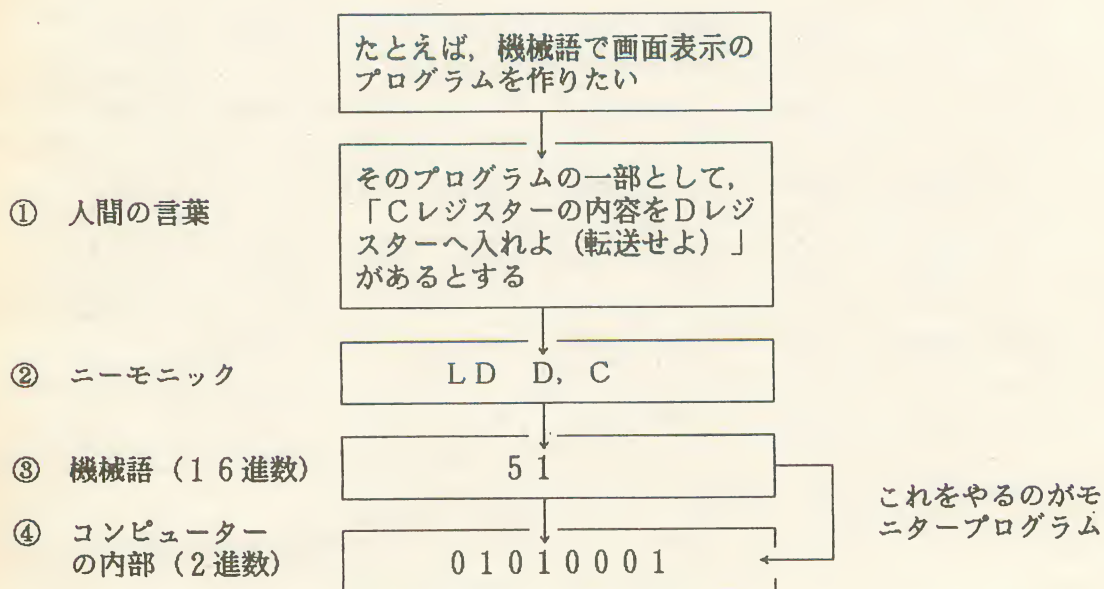 たとえば，機械語で画面表示の
プログラムを作りたい
① 人間の言葉
そのプログラムの一部として，
「Ｃレジスターの内容をＤレジ
スターへ入れよ（転送せよ）」
があるとする
② ニーモニック
ＬＤ　Ｄ，Ｃ
③ 機械語（１６進数）
５１
④ コンピューター
の内部（２進数）
０１０１０００１
これをやるのがモ
ニタープログラム